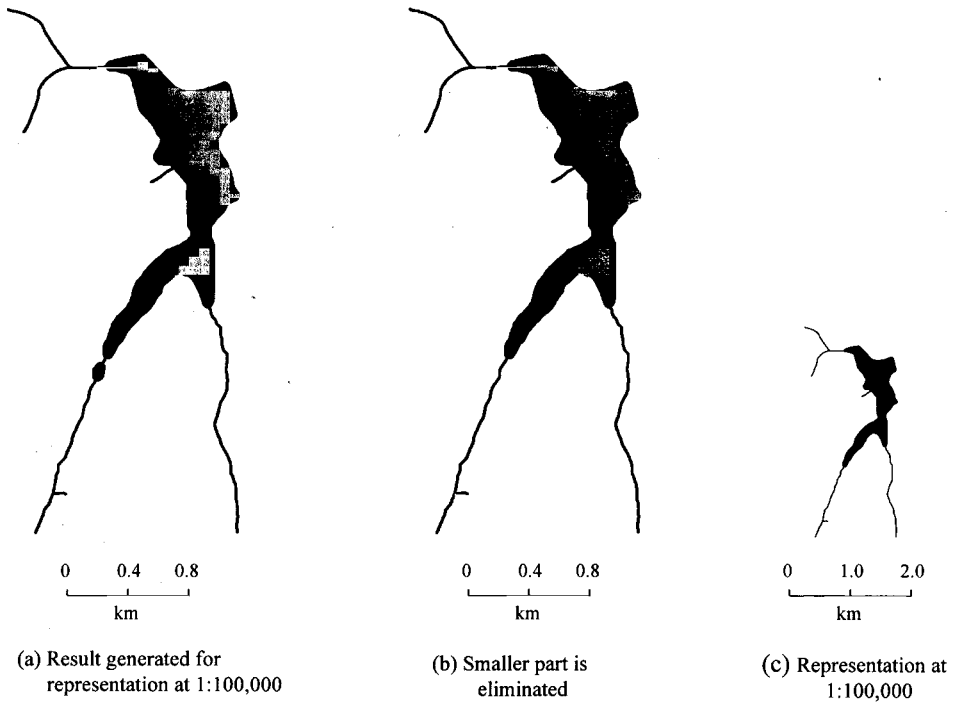 0 0.4 0.8
km
(a) Result generated for
representation at 1:100,000
0 0.4 0.8
km
(b) Smaller part is
eliminated
0 1.0 2.0
km
(c) Representation at
1:100,000